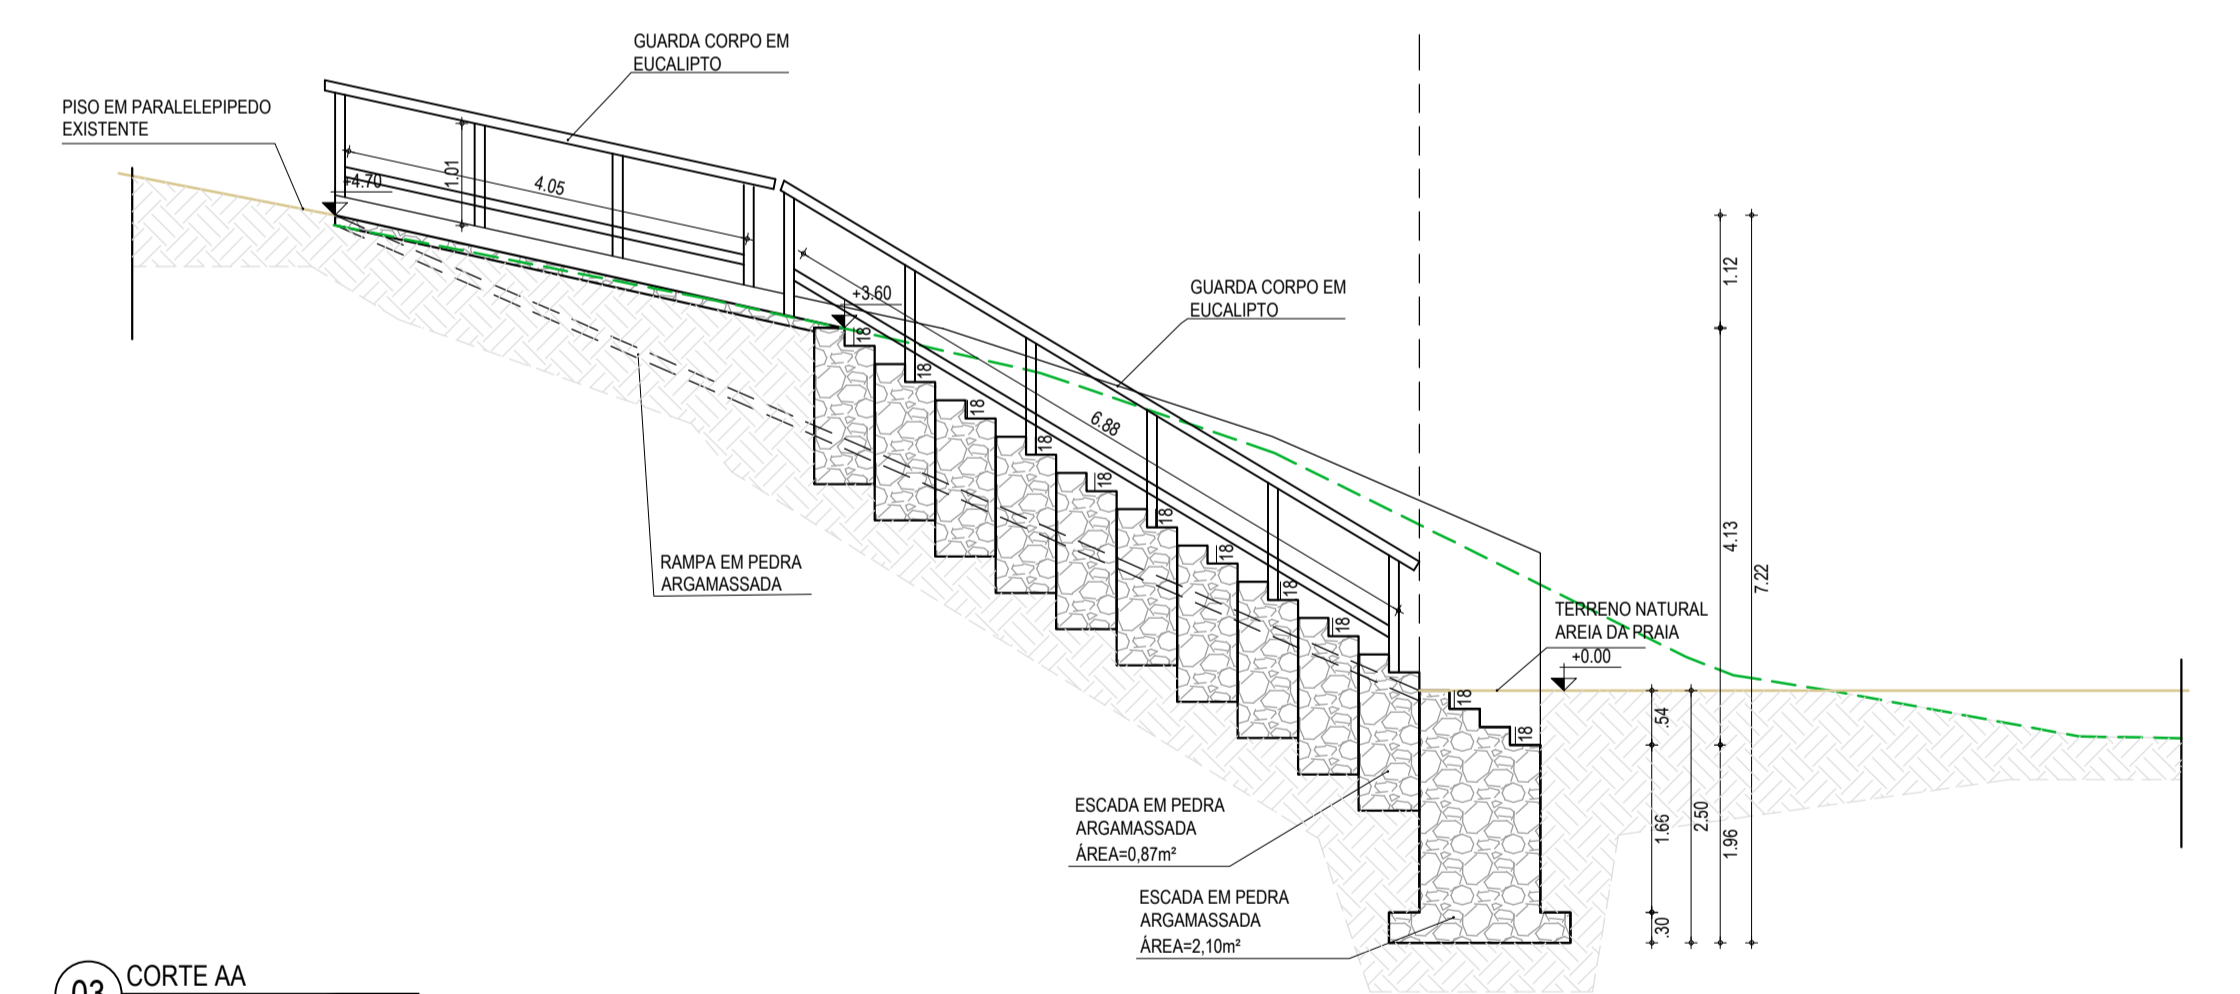 GUARDA CORPO EM
EUCALIPTO
PISO EM PARALELEPIPEDO
EXISTENTE
+4.70
1.01
4.05
+3.60
GUARDA CORPO EM
EUCALIPTO
1.12
18
18
18
18
18
18
18
18
18
6.88
4.13
7.22
RAMPA EM PEDRA
ARGAMASSADA
TERRENO NATURAL
AREIA DA PRAIA
+0.00
18
18
.54
1.66
2.50
1.96
.30
ESCADA EM PEDRA
ARGAMASSADA
ÁREA=0,87m²
ESCADA EM PEDRA
ARGAMASSADA
ÁREA=2,10m²
03
CORTE AA